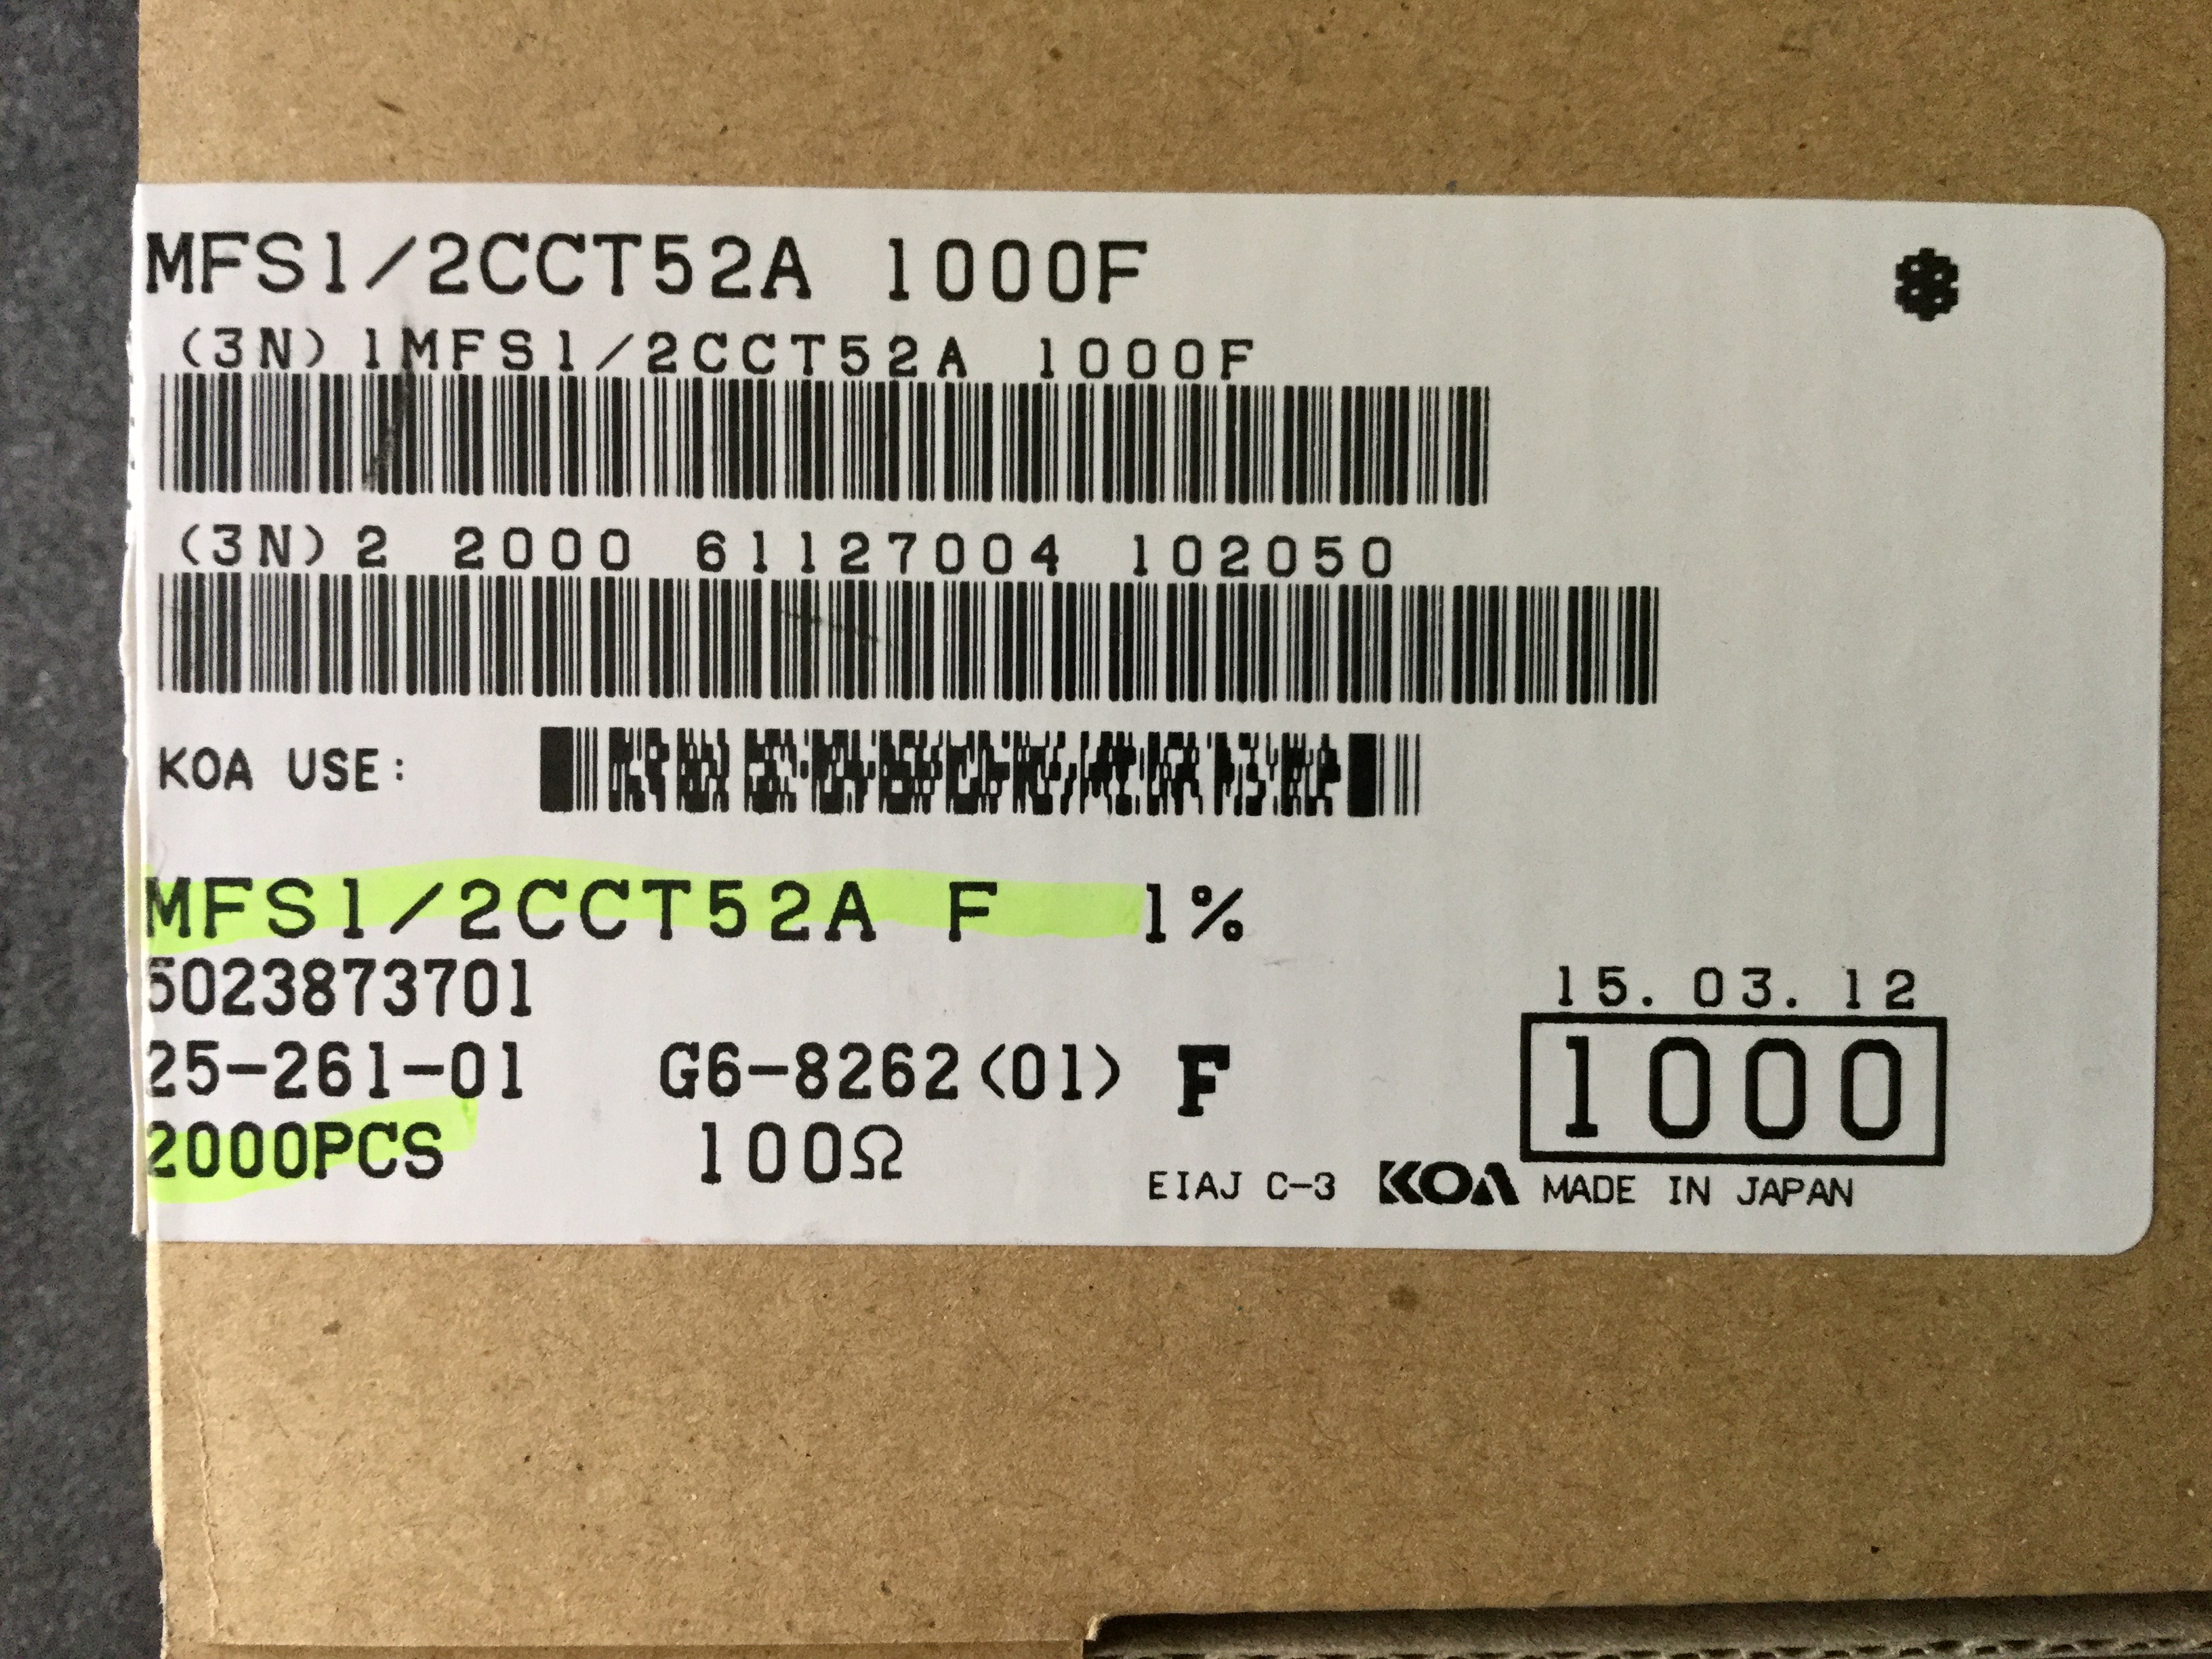 MFS1/2CCT52A 1000F
(3N)1MFS1/2CCT52A 1000F
(3N)2 2000 61127004 102050
KOA USE:
MFS1/2CCT52A F 1%
5023873701
15.03.12
25-261-01 G6-8262(01) F 1000
2000PCS 100Ω
EIAJ C-3 KOA MADE IN JAPAN